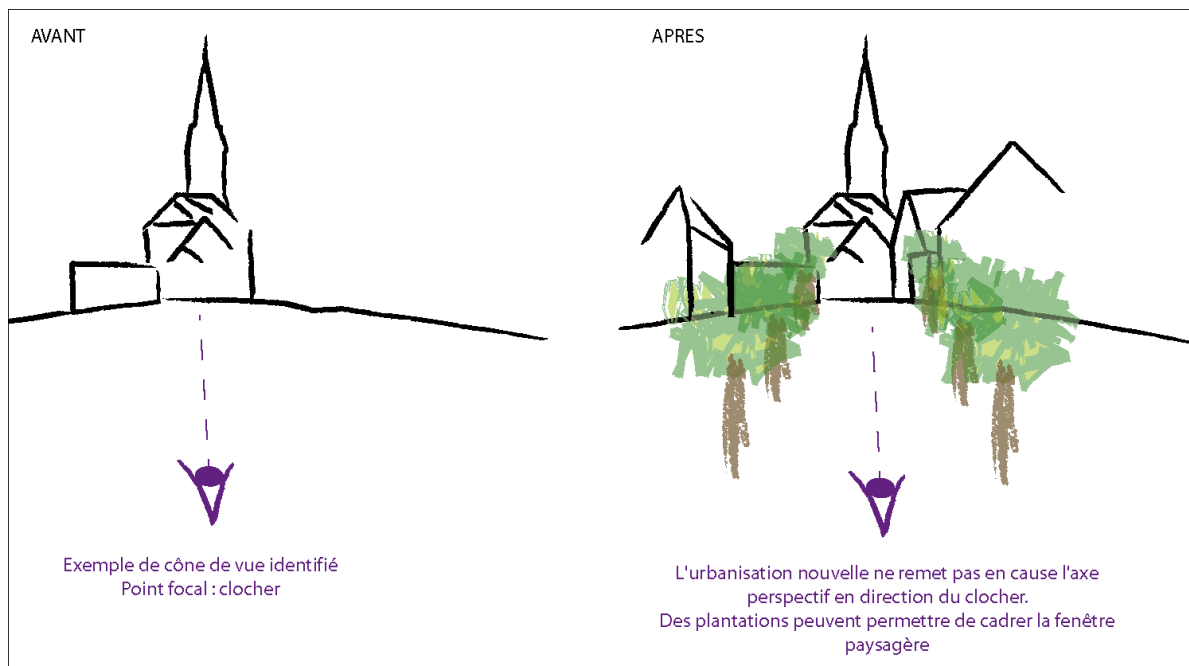 AVANT
APRES
Exemple de cône de vue identifié
Point focal : clocher
L'urbanisation nouvelle ne remet pas en cause l'axe
perspectif en direction du clocher.
Des plantations peuvent permettre de cadrer la fenêtre
paysagère